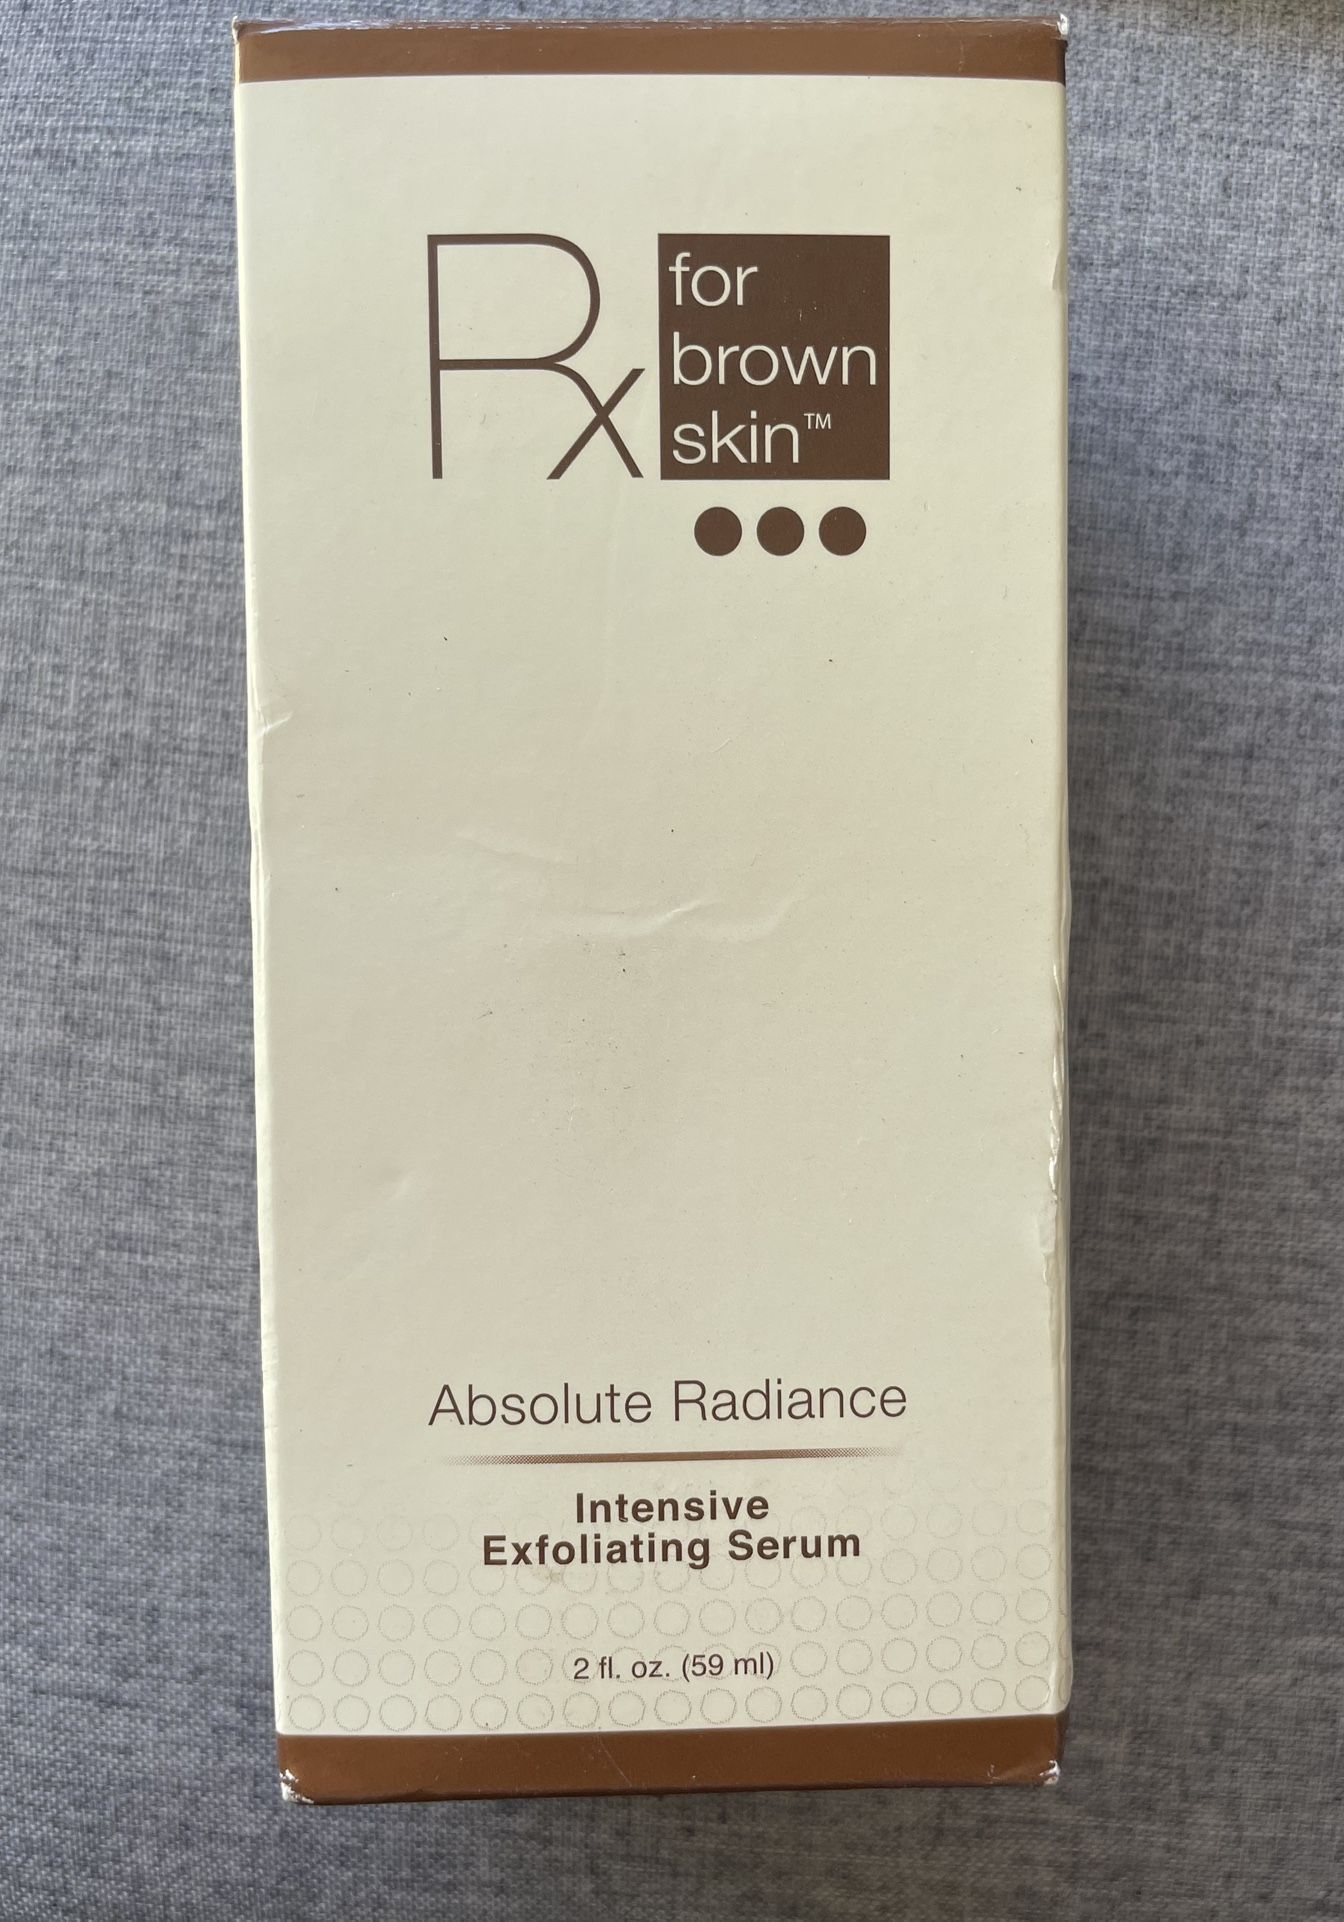 Rx
for
brown
skin™
Absolute Radiance
Intensive
Exfoliating Serum
2 fl. oz. (59 ml)